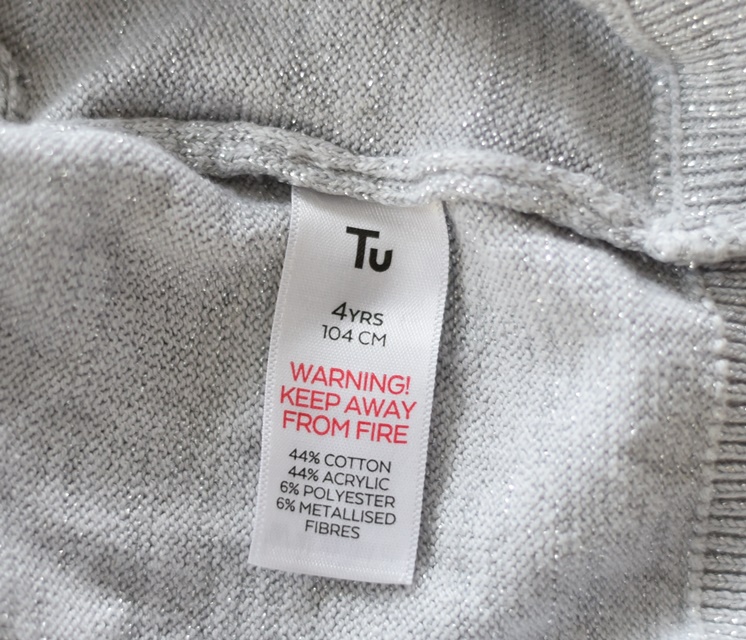 Tu
4YRS
104 CM
WARNING!
KEEP AWAY
FROM FIRE
44% COTTON
44% ACRYLIC
6% POLYESTER
6% METALLISED
FIBRES